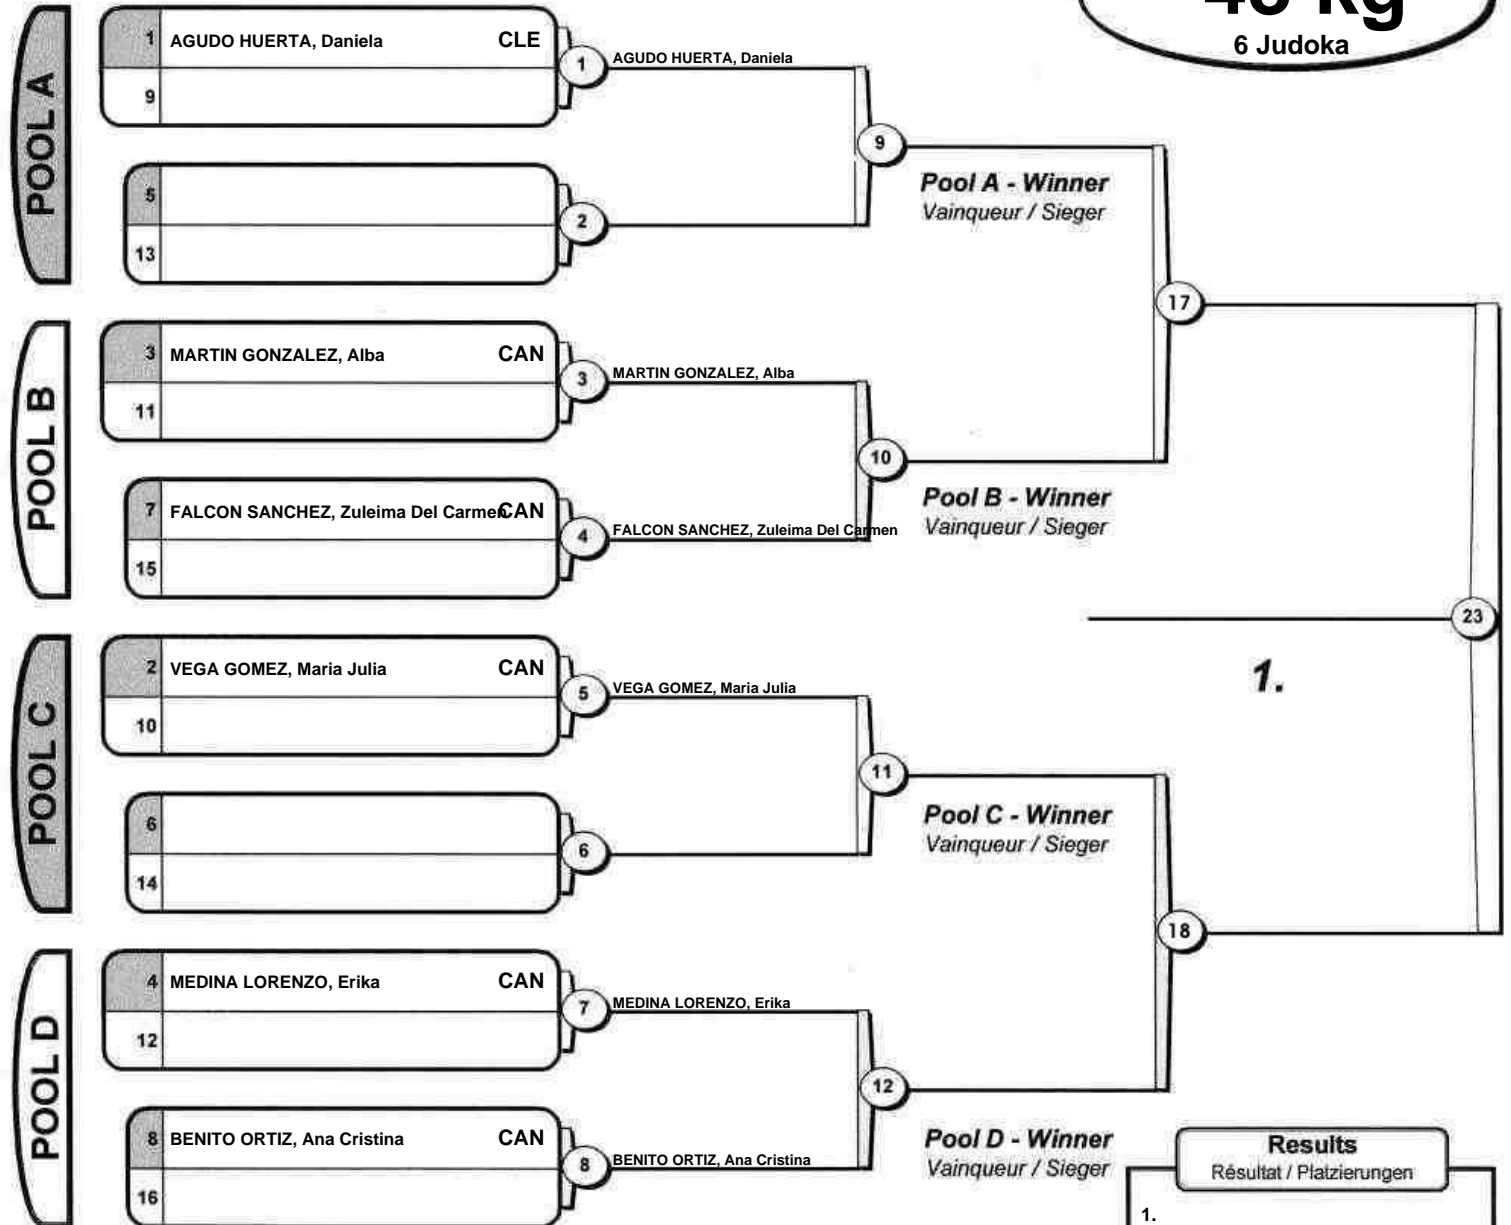 48 kg
6 Judoka
POOL A
1 AGUDO HUERTA, Daniela CLE
9
1 AGUDO HUERTA, Daniela
5
13
2
9
Pool A - Winner
Vainqueur / Sieger
POOL B
3 MARTIN GONZALEZ, Alba CAN
11
3 MARTIN GONZALEZ, Alba
7 FALCON SANCHEZ, Zuleima Del Carmen CAN
15
4 FALCON SANCHEZ, Zuleima Del Carmen
10
Pool B - Winner
Vainqueur / Sieger
17
POOL C
2 VEGA GOMEZ, Maria Julia CAN
10
5 VEGA GOMEZ, Maria Julia
6
14
6
11
Pool C - Winner
Vainqueur / Sieger
23
1.
POOL D
4 MEDINA LORENZO, Erika CAN
12
7 MEDINA LORENZO, Erika
8 BENITO ORTIZ, Ana Cristina CAN
16
8 BENITO ORTIZ, Ana Cristina
12
Pool D - Winner
Vainqueur / Sieger
18
Results
Résultat / Platzierungen
1.